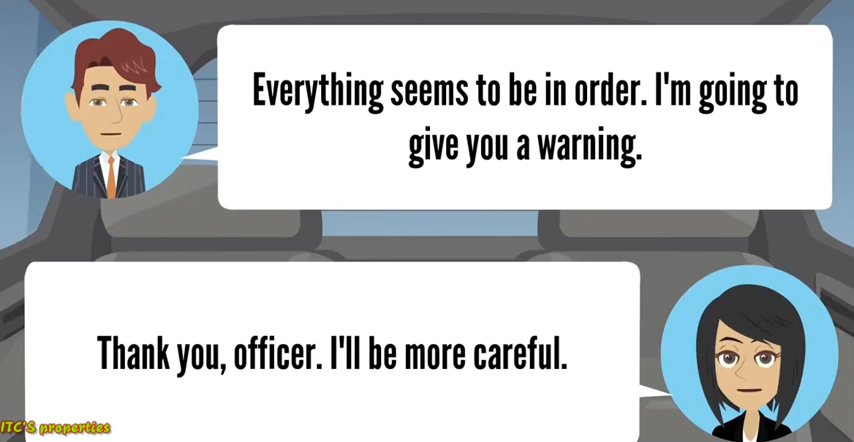 Everything seems to be in order. I'm going to
give you a warning.
Thank you, officer. I'll be more careful.
ITC'S properties